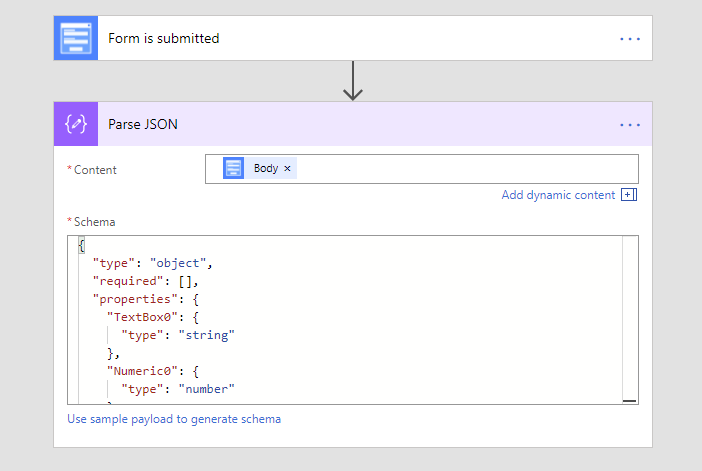 Form is submitted
Parse JSON
*Content
Body ×
Add dynamic content
*Schema
{
"type": "object",
"required": [],
"properties": {
"TextBox0": {
"type": "string"
},
"Numeric0": {
"type": "number"
Use sample payload to generate schema